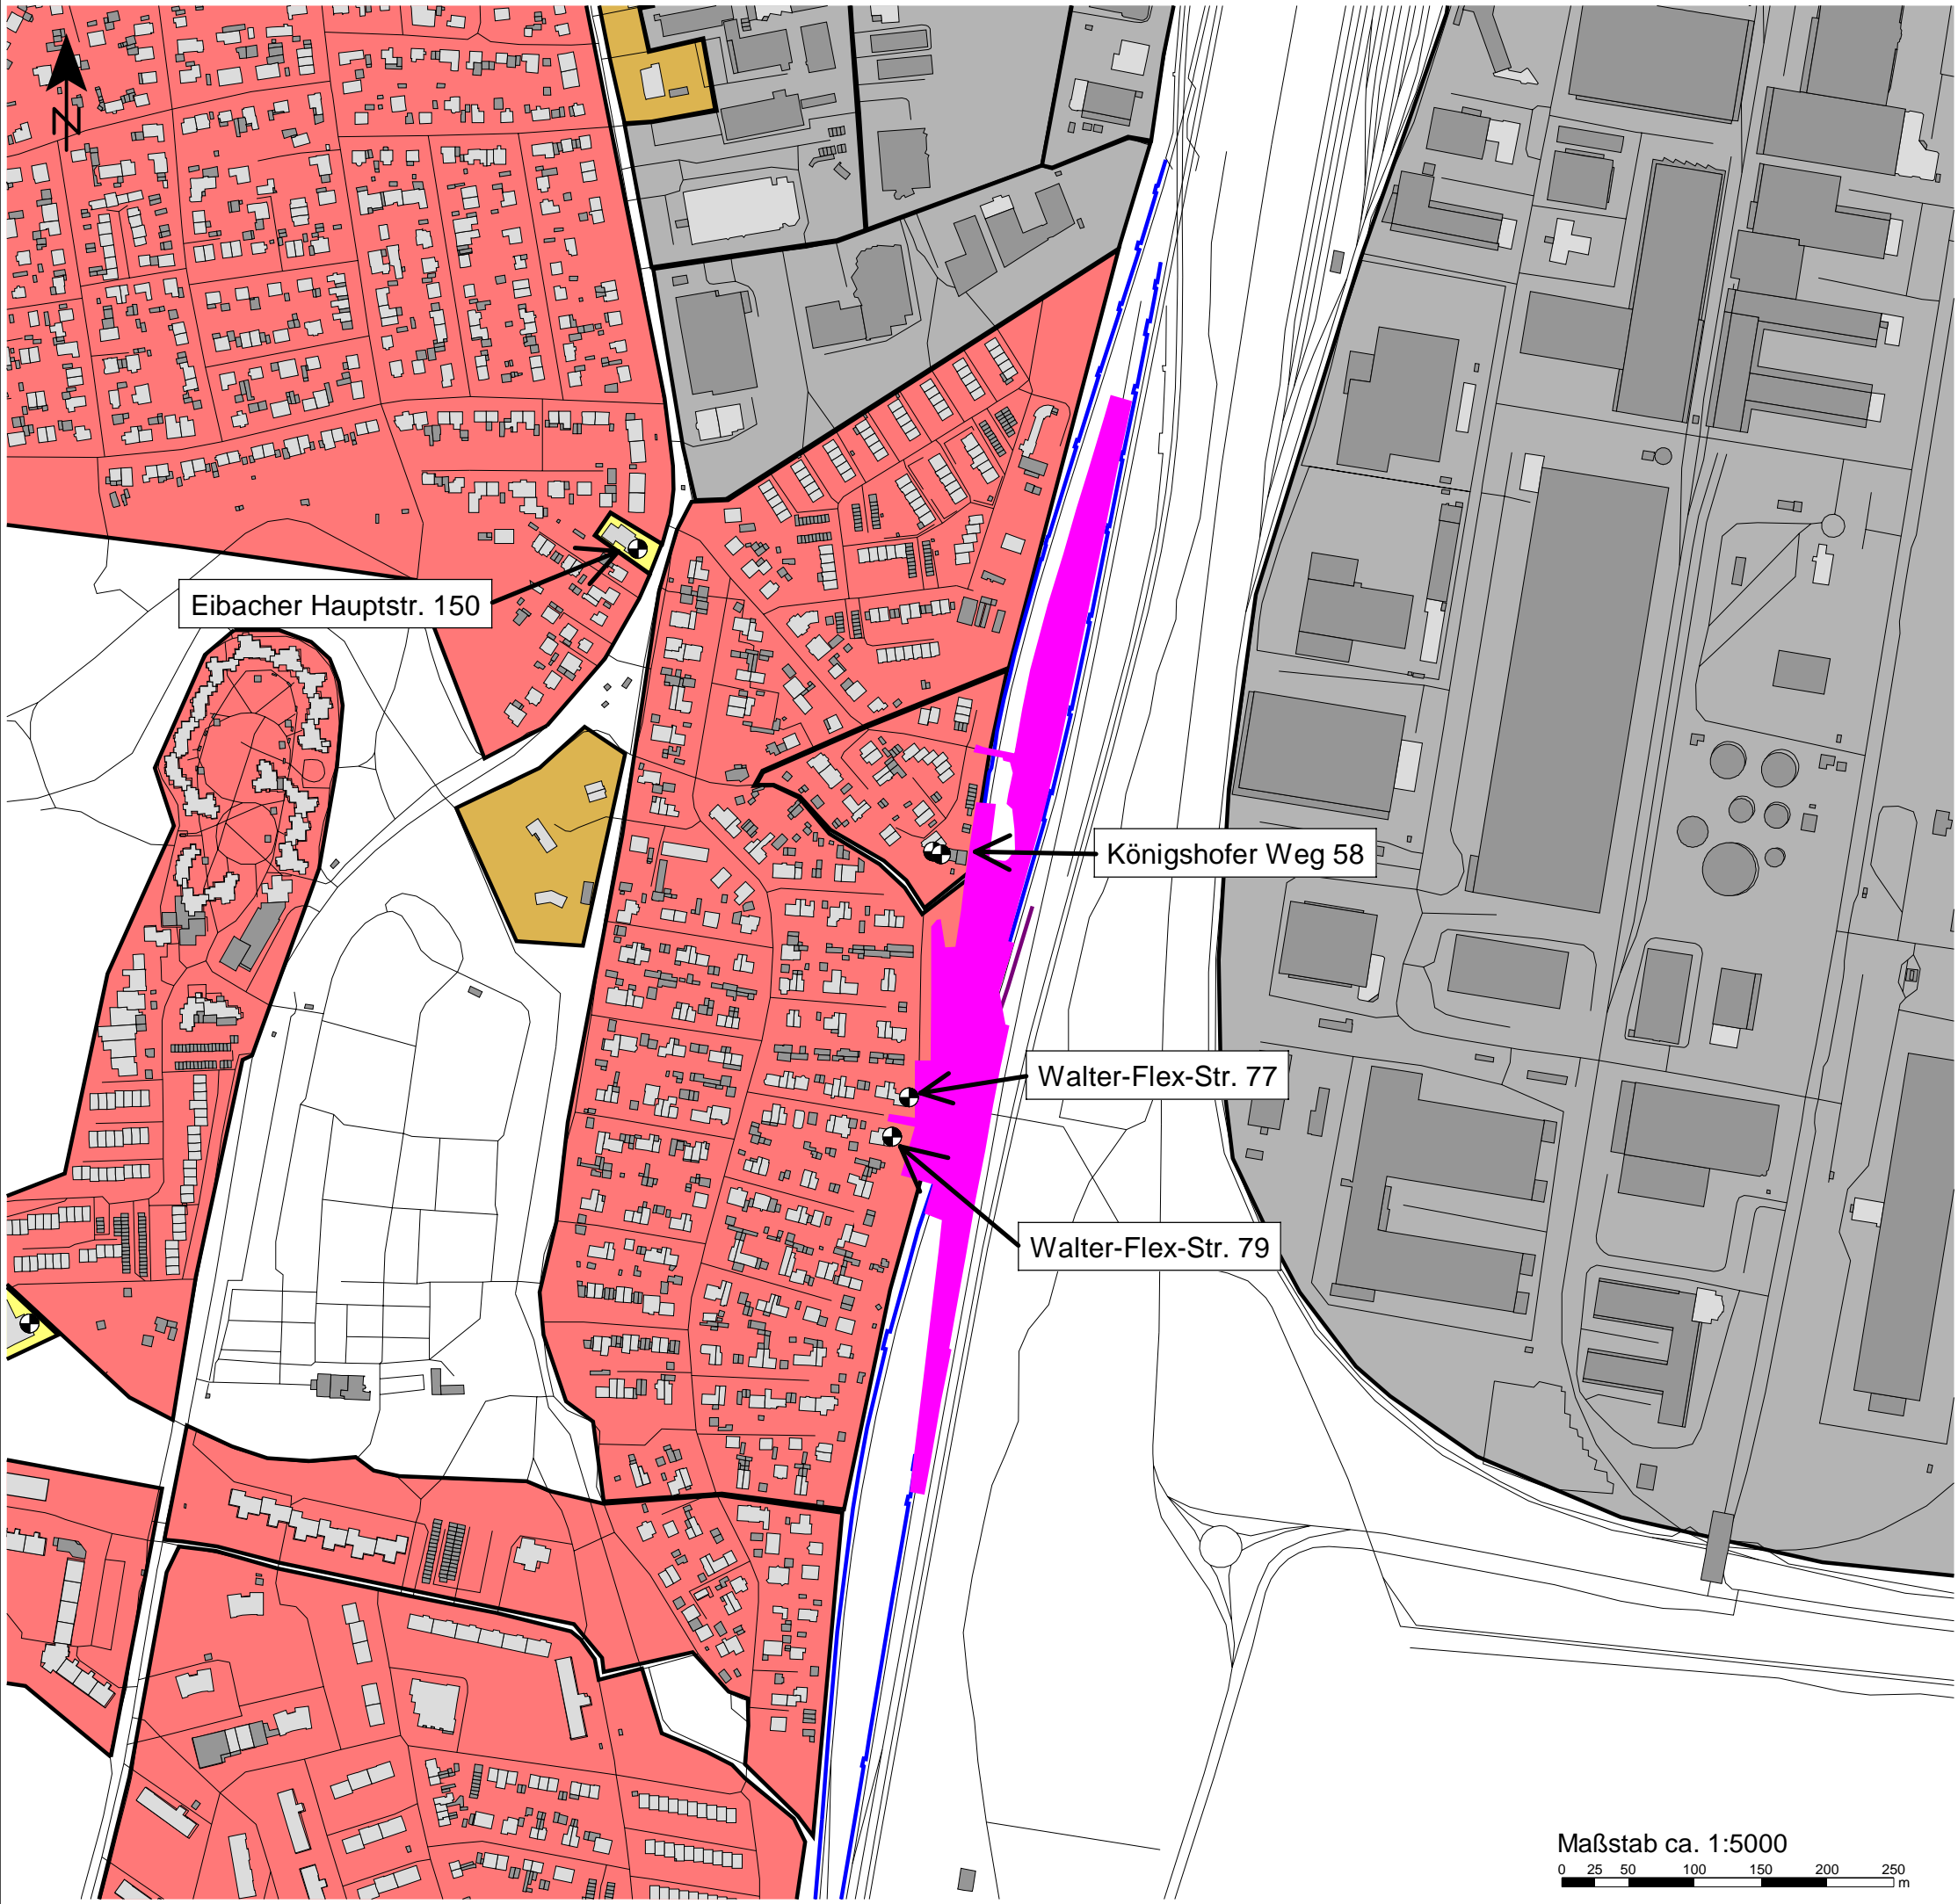 N
Eibacher Hauptstr. 150
Königshofer Weg 58
Walter-Flex-Str. 77
Walter-Flex-Str. 79
Maßstab ca. 1:5000
0 25 50 100 150 200 250
m